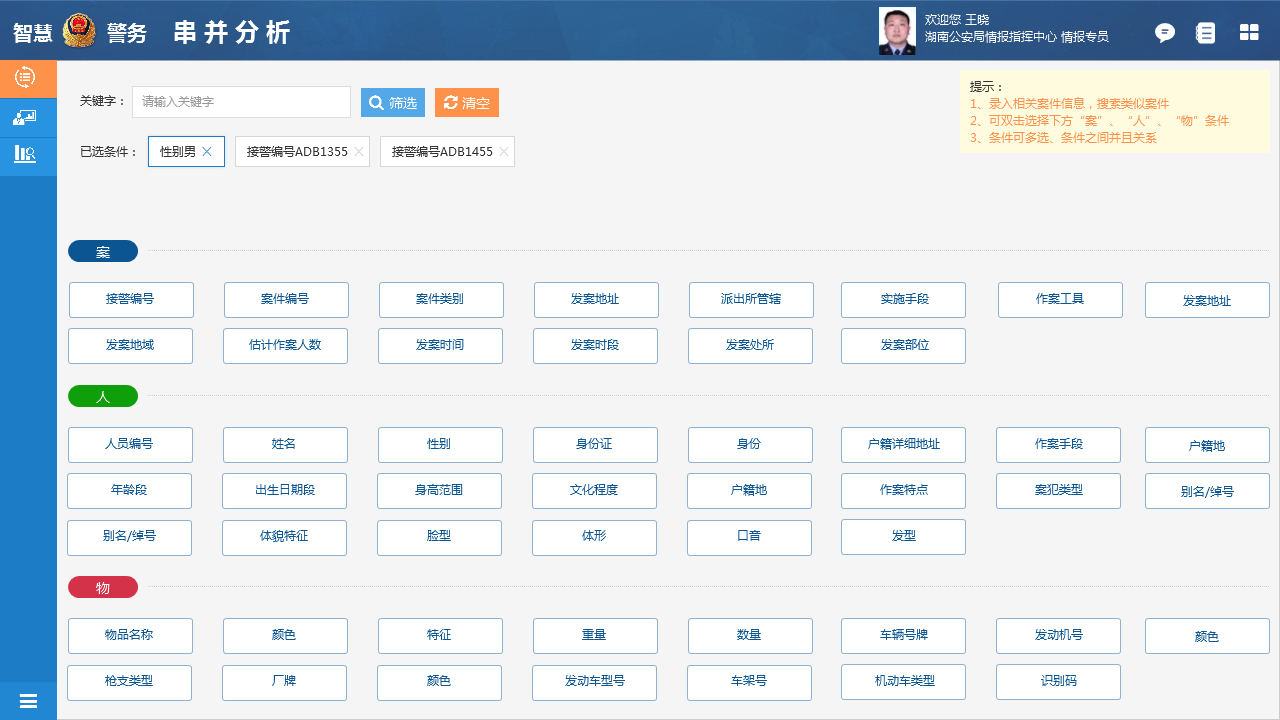 智慧 警务 串并分析
欢迎您 王晓
湖南公安局情报指挥中心 情报专员
关键字： 请输入关键字 筛选 清空
提示：
1、录入相关案件信息，搜索类似案件
2、可双击选择下方“案”、“人”、“物”条件
3、条件可多选、条件之间并且关系
已选条件： 性别男 接警编号ADB1355 接警编号ADB1455
案
接警编号 案件编号 案件类别 发案地址 派出所管辖 实施手段 作案工具 发案地址
发案地域 估计作案人数 发案时间 发案时段 发案处所 发案部位
人
人员编号 姓名 性别 身份证 身份 户籍详细地址 作案手段 户籍地
年龄段 出生日期段 身高范围 文化程度 户籍地 作案特点 案犯类型 别名/绰号
别名/绰号 体貌特征 脸型 体形 口音 发型
物
物品名称 颜色 特征 重量 数量 车辆号牌 发动机号 颜色
枪支类型 厂牌 颜色 发动车型号 车架号 机动车类型 识别码